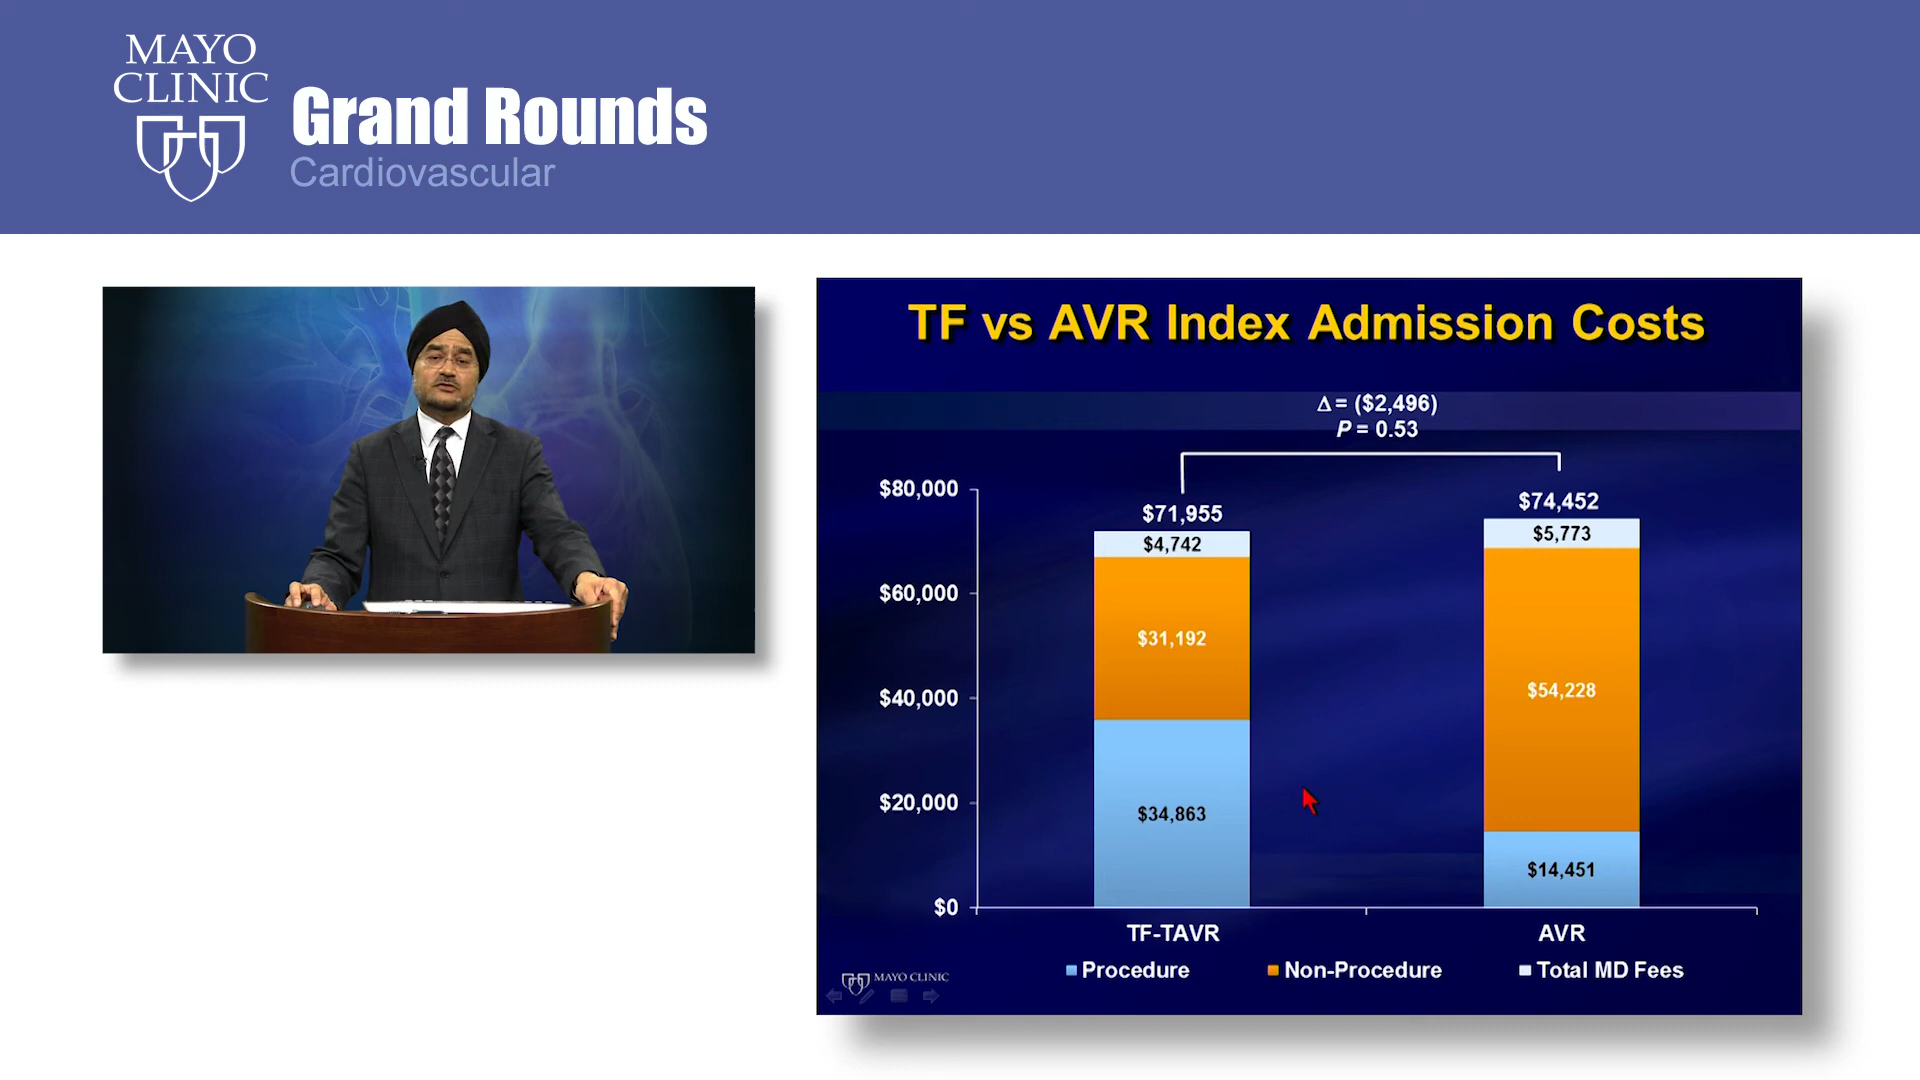 MAYO
CLINIC
Grand Rounds
Cardiovascular
TF vs AVR Index Admission Costs
Δ = ($2,496)
P = 0.53
$80,000
$60,000
$40,000
$20,000
$0
$71,955
$4,742
$31,192
$34,863
$74,452
$5,773
$54,228
$14,451
TF-TAVR
AVR
Procedure
Non-Procedure
Total MD Fees
MAYO CLINIC